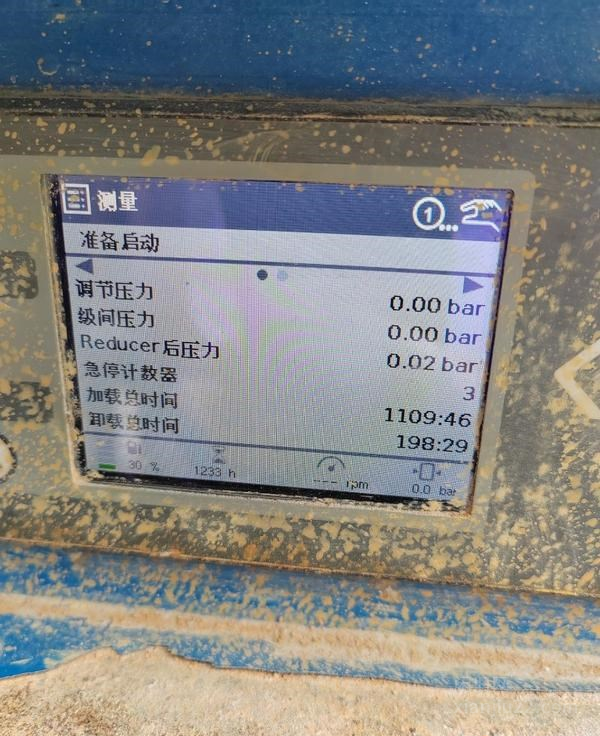 测量
1...
准备启动
调节压力 0.00 bar
级间压力 0.00 bar
Reducer后压力 0.02 bar
急停计数器 3
加载总时间 1109:46
卸载总时间 198:29
30 % 1233 h --- rpm 0.0 bar